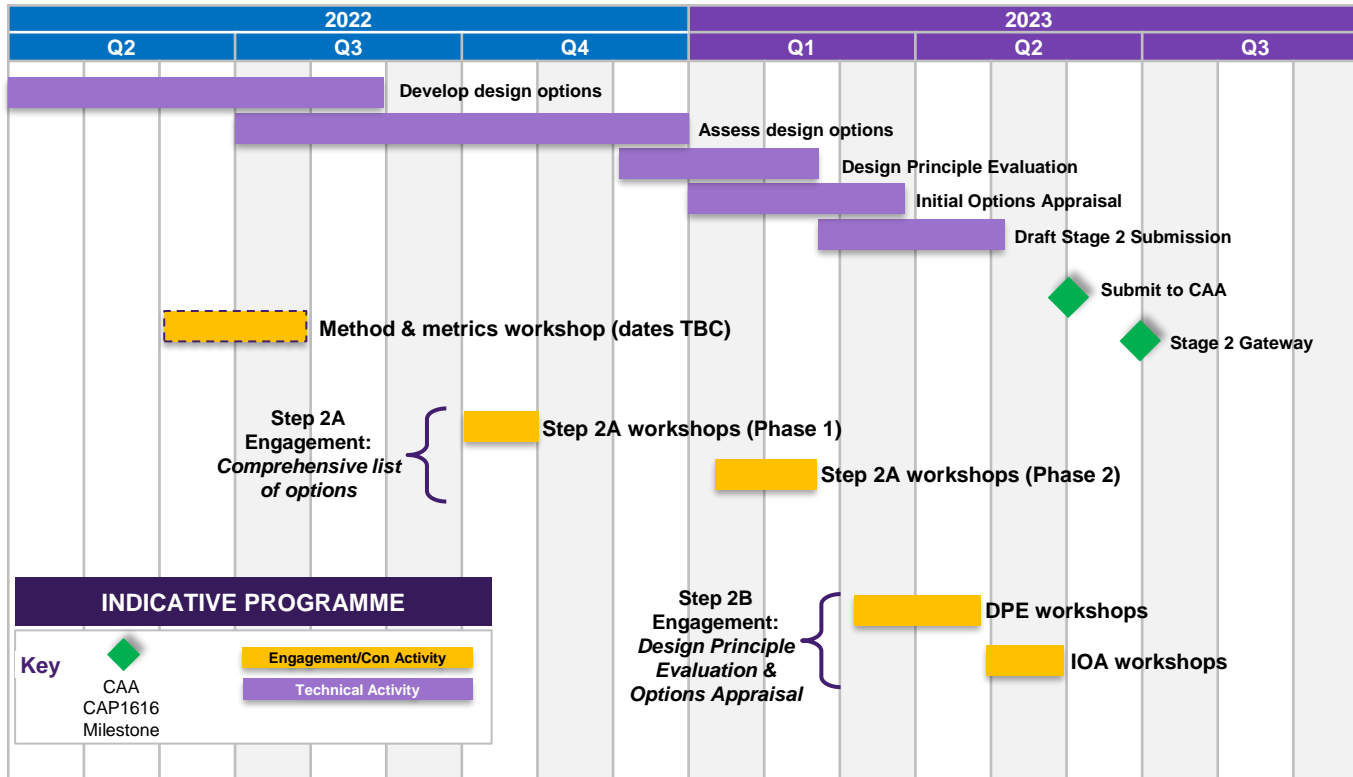 2022
2023
Q2
Q3
Q4
Q1
Q2
Q3
Develop design options
Assess design options
Design Principle Evaluation
Initial Options Appraisal
Draft Stage 2 Submission
Submit to CAA
Method & metrics workshop (dates TBC)
Stage 2 Gateway
Step 2A
Engagement:
Comprehensive list
of options
Step 2A workshops (Phase 1)
Step 2A workshops (Phase 2)
Step 2B
Engagement:
Design Principle
Evaluation &
Options Appraisal
DPE workshops
IOA workshops
INDICATIVE PROGRAMME
Key
CAA
CAP1616
Milestone
Engagement/Con Activity
Technical Activity